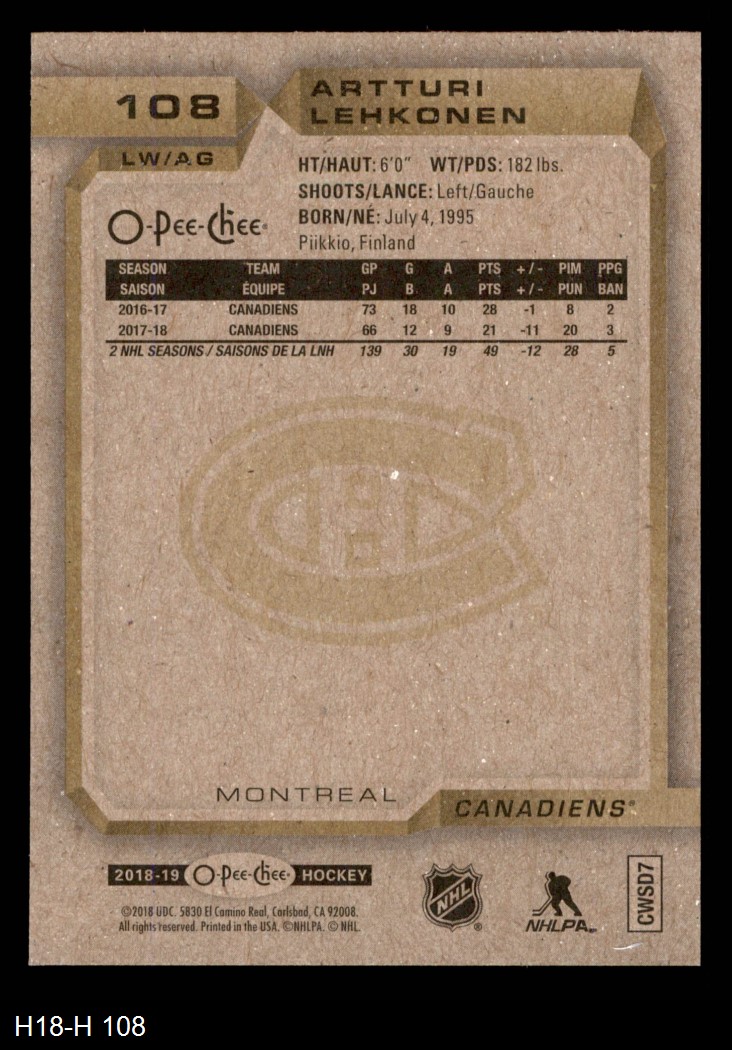 108
ARTTURI
LEHKONEN
LW/AG
HT/HAUT: 6'0" WT/PDS: 182 lbs.
SHOOTS/LANCE: Left/Gauche
O-Pee-Chee
BORN/NÉ: July 4, 1995
Piikkio, Finland
SEASON TEAM GP G A PTS +/- PIM PPG
SAISON ÉQUIPE PJ B A PTS +/- PUN BAN
2016-17 CANADIENS 73 18 10 28 -1 8 2
2017-18 CANADIENS 66 12 9 21 -11 20 3
2 NHL SEASONS / SAISONS DE LA LNH 139 30 19 49 -12 28 5
MONTREAL
CANADIENS®
2018-19 O-Pee-Chee HOCKEY
©2018 UDC. 5830 El Camino Real, Carlsbad, CA 92008.
All rights reserved. Printed in the USA. ©NHLPA. © NHL.
NHL ®
NHLPA
CWSD7
H18-H 108